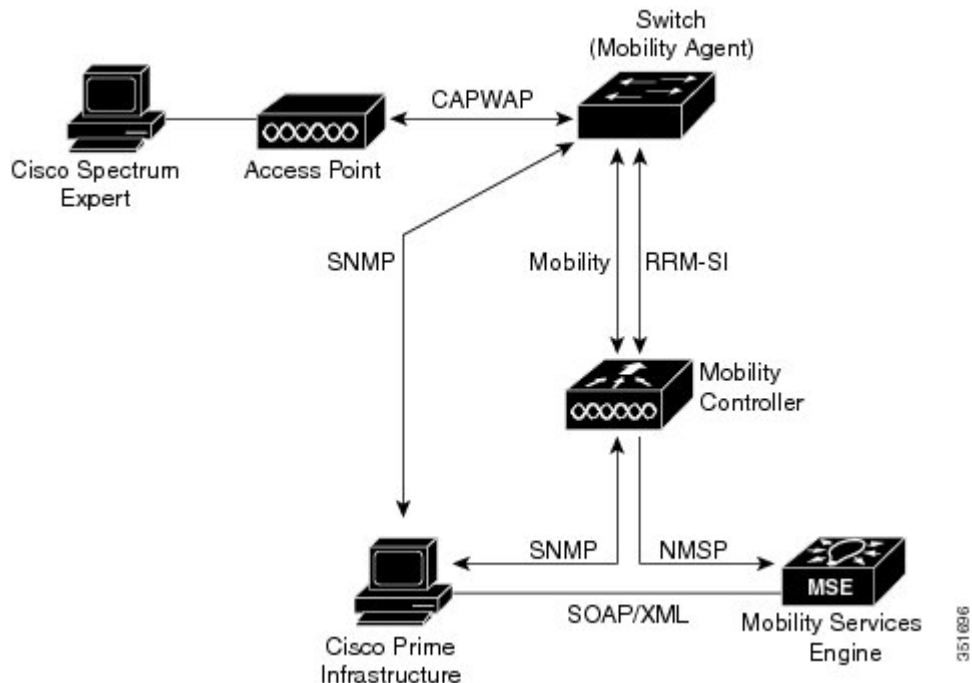 Switch
(Mobility Agent)
CAPWAP
Cisco Spectrum
Expert
Access Point
SNMP
Mobility
RRM-SI
Mobility
Controller
SNMP
NMSP
MSE
SOAP/XML
Cisco Prime
Infrastructure
Mobility Services
Engine
351696